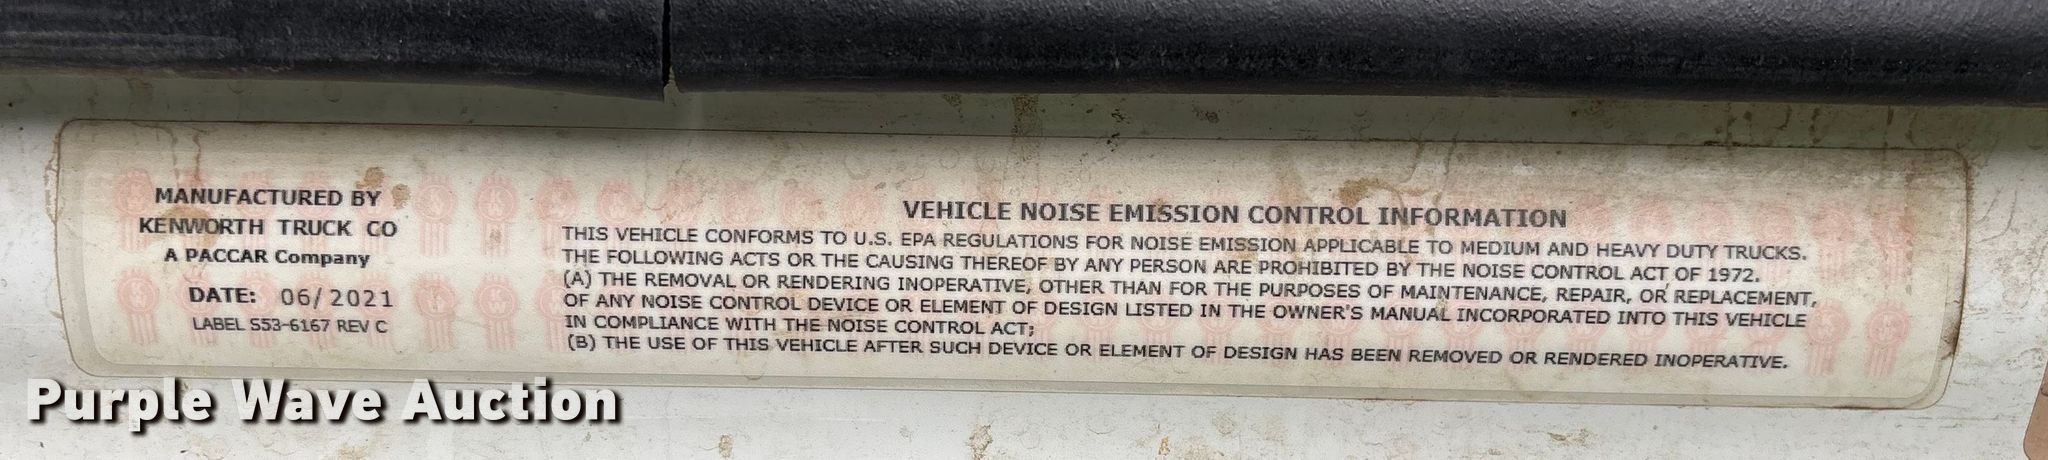 MANUFACTURED BY
KENWORTH TRUCK CO
A PACCAR Company
DATE: 06/2021
LABEL S53-6167 REV C
VEHICLE NOISE EMISSION CONTROL INFORMATION
THIS VEHICLE CONFORMS TO U.S. EPA REGULATIONS FOR NOISE EMISSION APPLICABLE TO MEDIUM AND HEAVY DUTY TRUCKS.
THE FOLLOWING ACTS OR THE CAUSING THEREOF BY ANY PERSON ARE PROHIBITED BY THE NOISE CONTROL ACT OF 1972.
(A) THE REMOVAL OR RENDERING INOPERATIVE, OTHER THAN FOR THE PURPOSES OF MAINTENANCE, REPAIR, OR REPLACEMENT,
OF ANY NOISE CONTROL DEVICE OR ELEMENT OF DESIGN LISTED IN THE OWNER'S MANUAL INCORPORATED INTO THIS VEHICLE
IN COMPLIANCE WITH THE NOISE CONTROL ACT;
(B) THE USE OF THIS VEHICLE AFTER SUCH DEVICE OR ELEMENT OF DESIGN HAS BEEN REMOVED OR RENDERED INOPERATIVE.
Purple Wave Auction